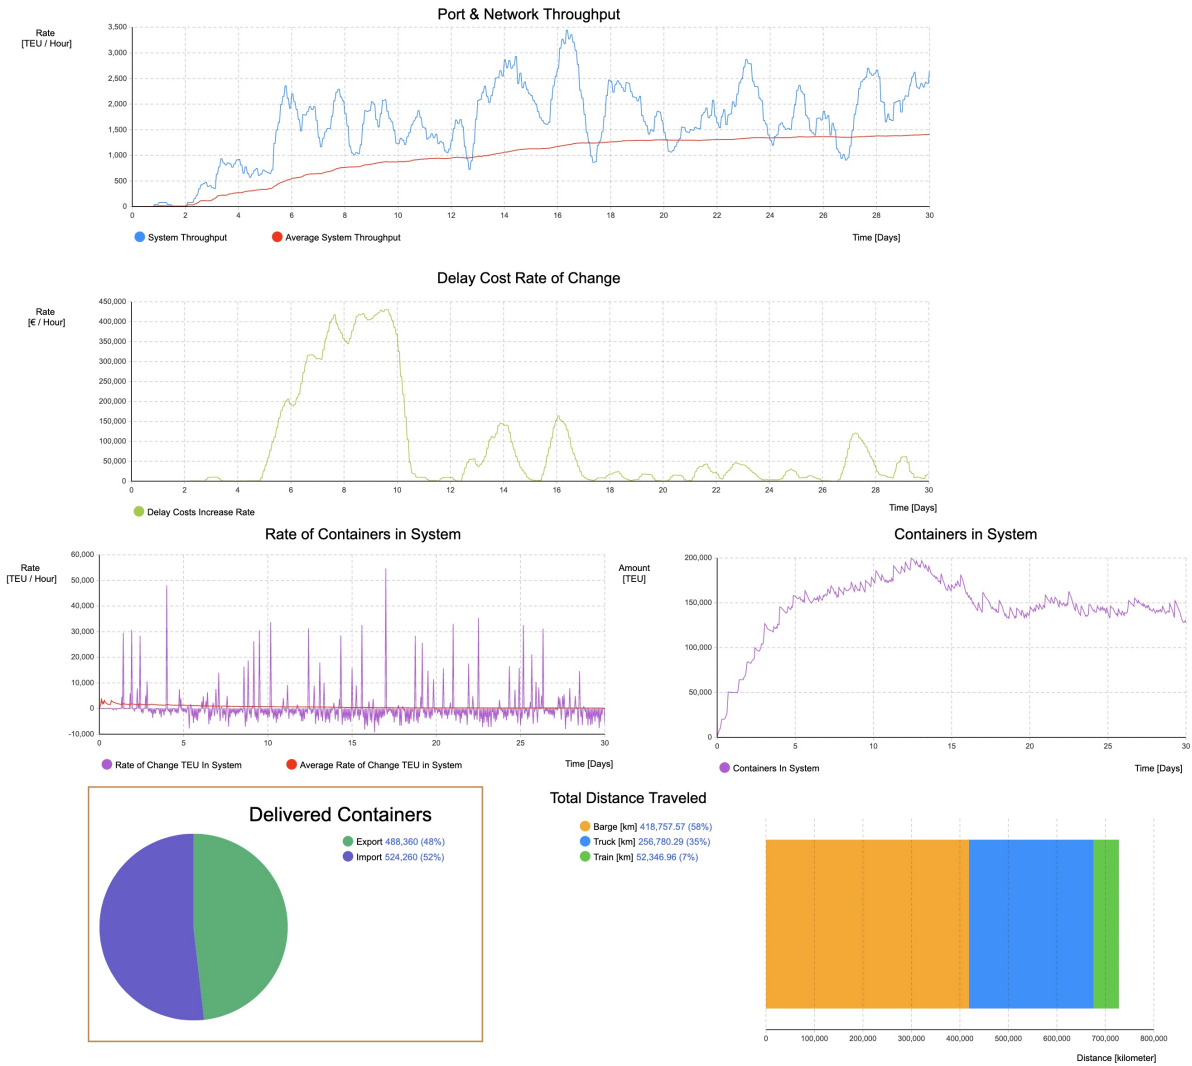 Port & Network Throughput
Rate
[TEU / Hour]
3,500
3,000
2,500
2,000
1,500
1,000
500
0
0 2 4 6 8 10 12 14 16 18 20 22 24 26 28 30
System Throughput Average System Throughput Time [Days]
Delay Cost Rate of Change
Rate
[€ / Hour]
450,000
400,000
350,000
300,000
250,000
200,000
150,000
100,000
50,000
0
0 2 4 6 8 10 12 14 16 18 20 22 24 26 28 30
Delay Costs Increase Rate Time [Days]
Rate of Containers in System
Rate
[TEU / Hour]
60,000
50,000
40,000
30,000
20,000
10,000
0
-10,000
0 5 10 15 20 25 30
Rate of Change TEU In System Average Rate of Change TEU in System Time [Days]
Containers in System
Amount
[TEU]
200,000
150,000
100,000
50,000
0
0 5 10 15 20 25 30
Containers In System Time [Days]
Delivered Containers
Export 488,360 (48%)
Import 524,260 (52%)
Total Distance Traveled
Barge [km] 418,757.57 (58%)
Truck [km] 256,780.29 (35%)
Train [km] 52,346.96 (7%)
0 100,000 200,000 300,000 400,000 500,000 600,000 700,000 800,000
Distance [kilometer]